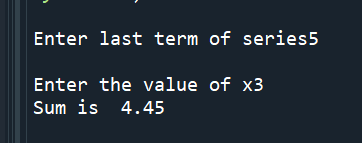 Enter last term of series5
Enter the value of x3
Sum is  4.45